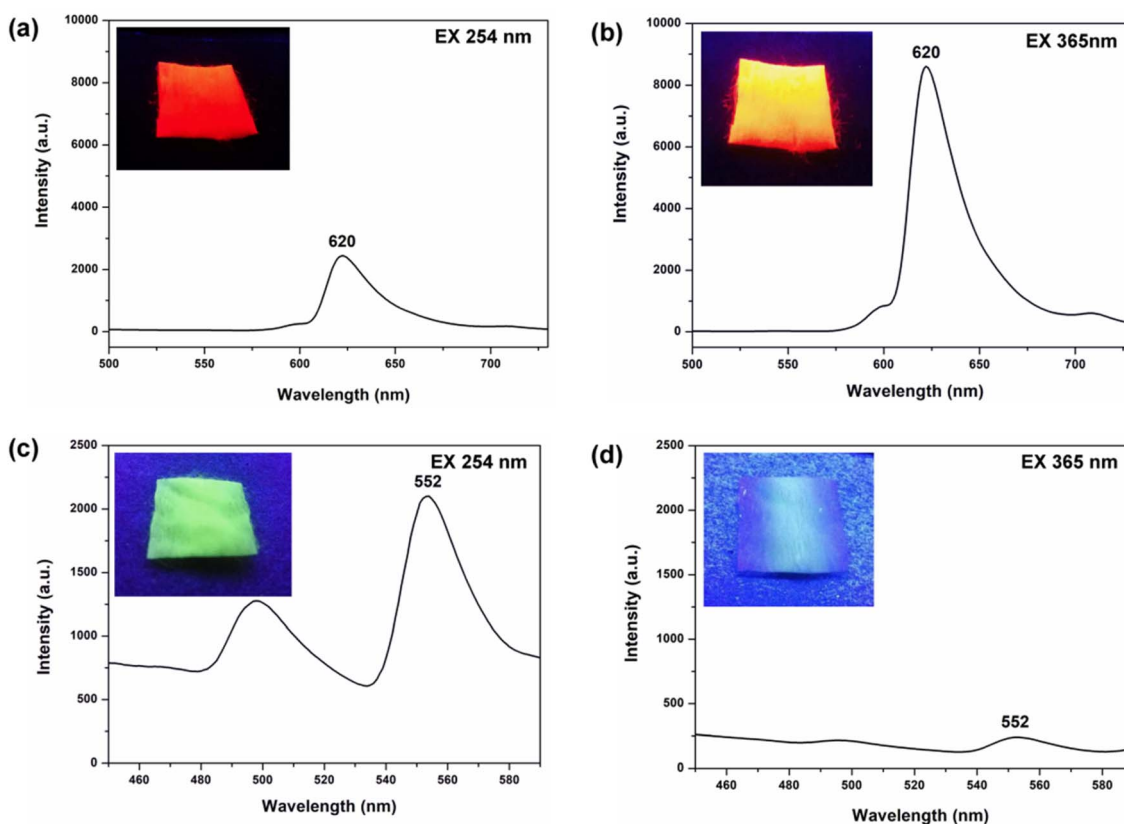 (a)
EX 254 nm
10000
8000
6000
4000
2000
0
Intensity (a.u.)
620
500 550 600 650 700
Wavelength (nm)
(b)
EX 365nm
10000
8000
6000
4000
2000
0
Intensity (a.u.)
620
500 550 600 650 700
Wavelength (nm)
(c)
EX 254 nm
2500
2000
1500
1000
500
0
Intensity (a.u.)
552
460 480 500 520 540 560 580
Wavelength (nm)
(d)
EX 365 nm
2500
2000
1500
1000
500
0
Intensity (a.u.)
552
460 480 500 520 540 560 580
Wavelength (nm)